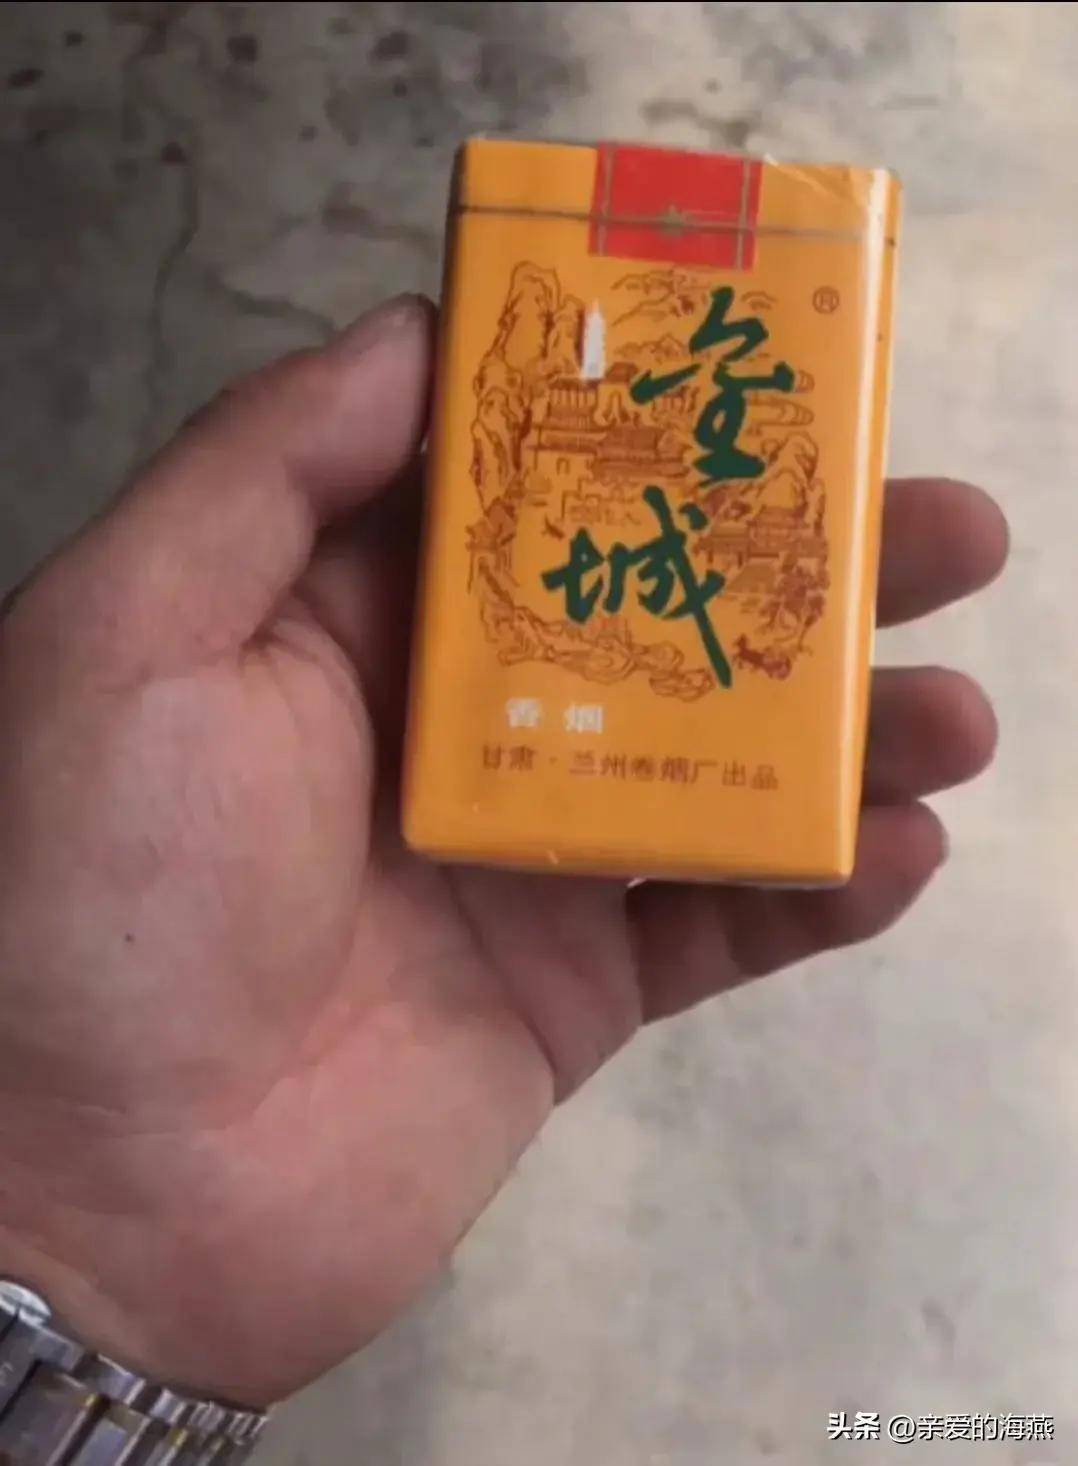 ®
金城
香烟
甘肃·兰州卷烟厂出品
头条 @亲爱的海燕